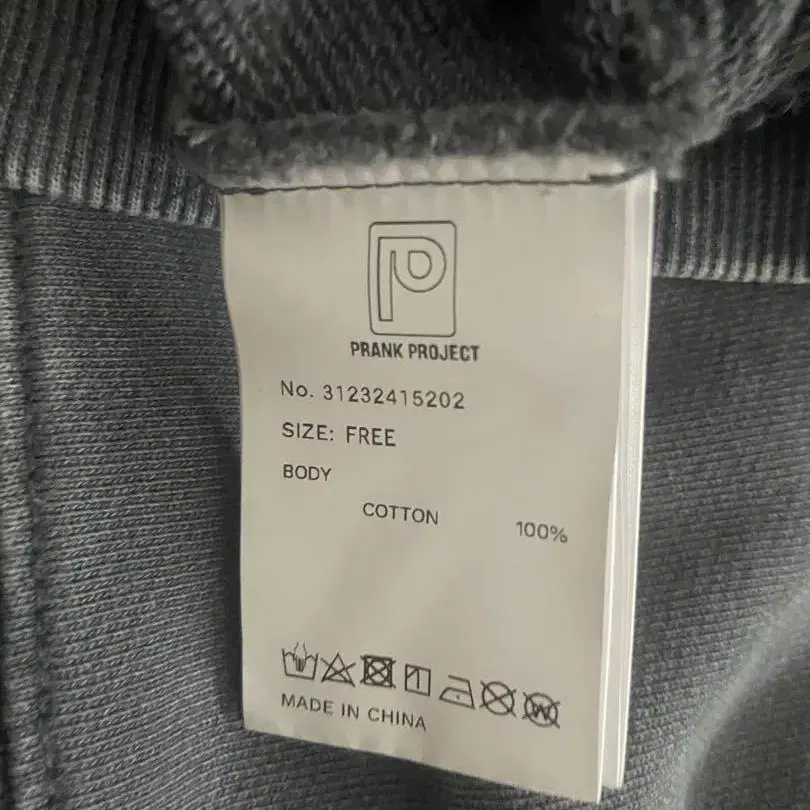 PRANK PROJECT
No. 31232415202
SIZE: FREE
BODY
COTTON 100%
MADE IN CHINA